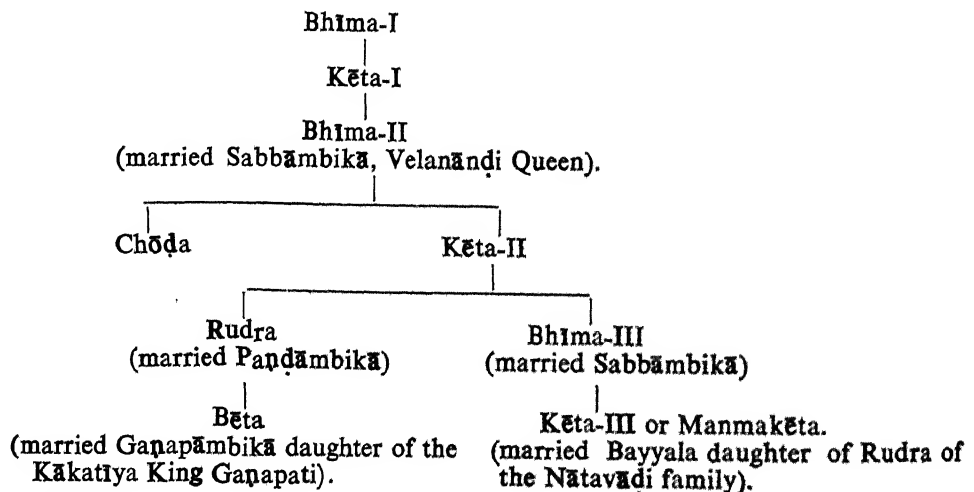 Bhīma-I
Kēta-I
Bhīma-II
(married Sabbāmbikā, Velanāṇḍi Queen).
Chōḍa
Kēta-II
Rudra
(married Paṇḍāmbikā)
Bēta
(married Gaṇapāmbikā daughter of the
Kākatīya King Gaṇapati).
Bhīma-III
(married Sabbāmbikā)
Kēta-III or Manmakēta.
(married Bayyala daughter of Rudra of
the Nātavāḍi family).